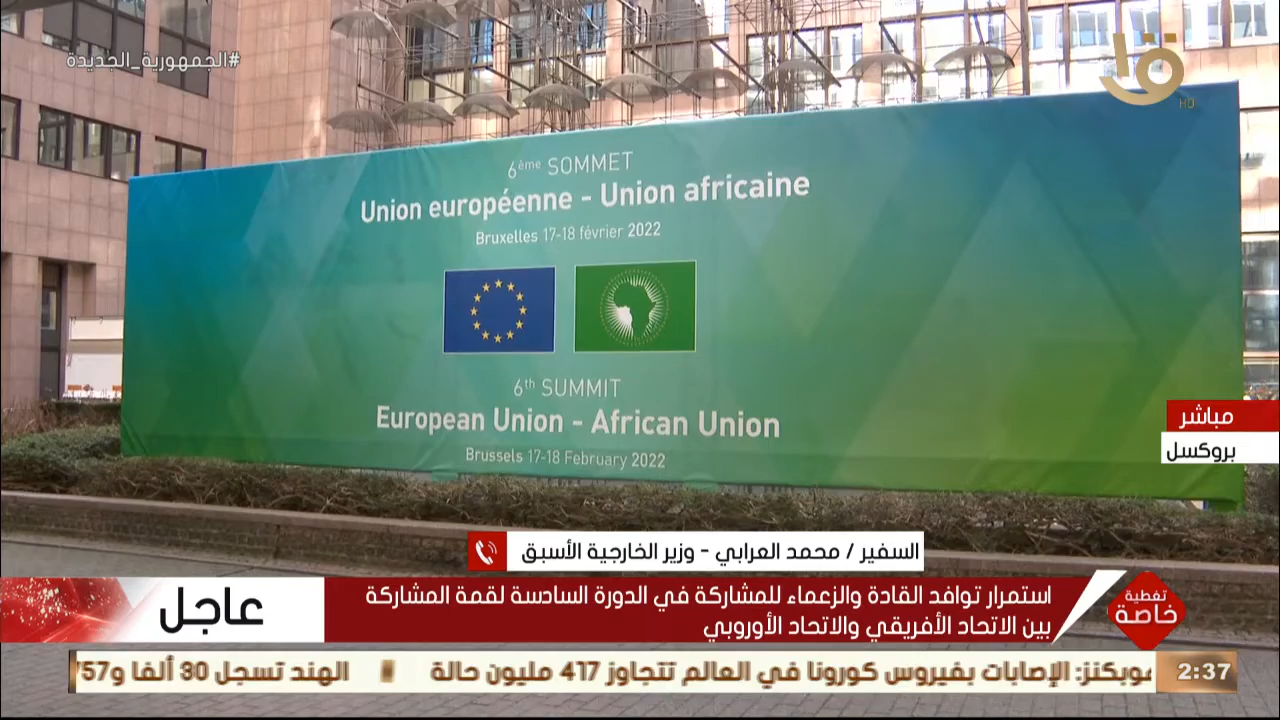 #الجمهورية_الجديدة
HD
6ème SOMMET
Union européenne - Union africaine
Bruxelles 17-18 février 2022
6th SUMMIT
European Union - African Union
Brussels 17-18 February 2022
مباشر
بروكسل
السفير / محمد العرابي - وزير الخارجية الأسبق
تغطية
خاصة
استمرار توافد القادة والزعماء للمشاركة في الدورة السادسة لقمة المشاركة
بين الاتحاد الأفريقي والاتحاد الأوروبي
عاجل
2:37
موبكنز: الإصابات بفيروس كورونا في العالم تتجاوز 417 مليون حالة
الهند تسجل 30 ألفا و757